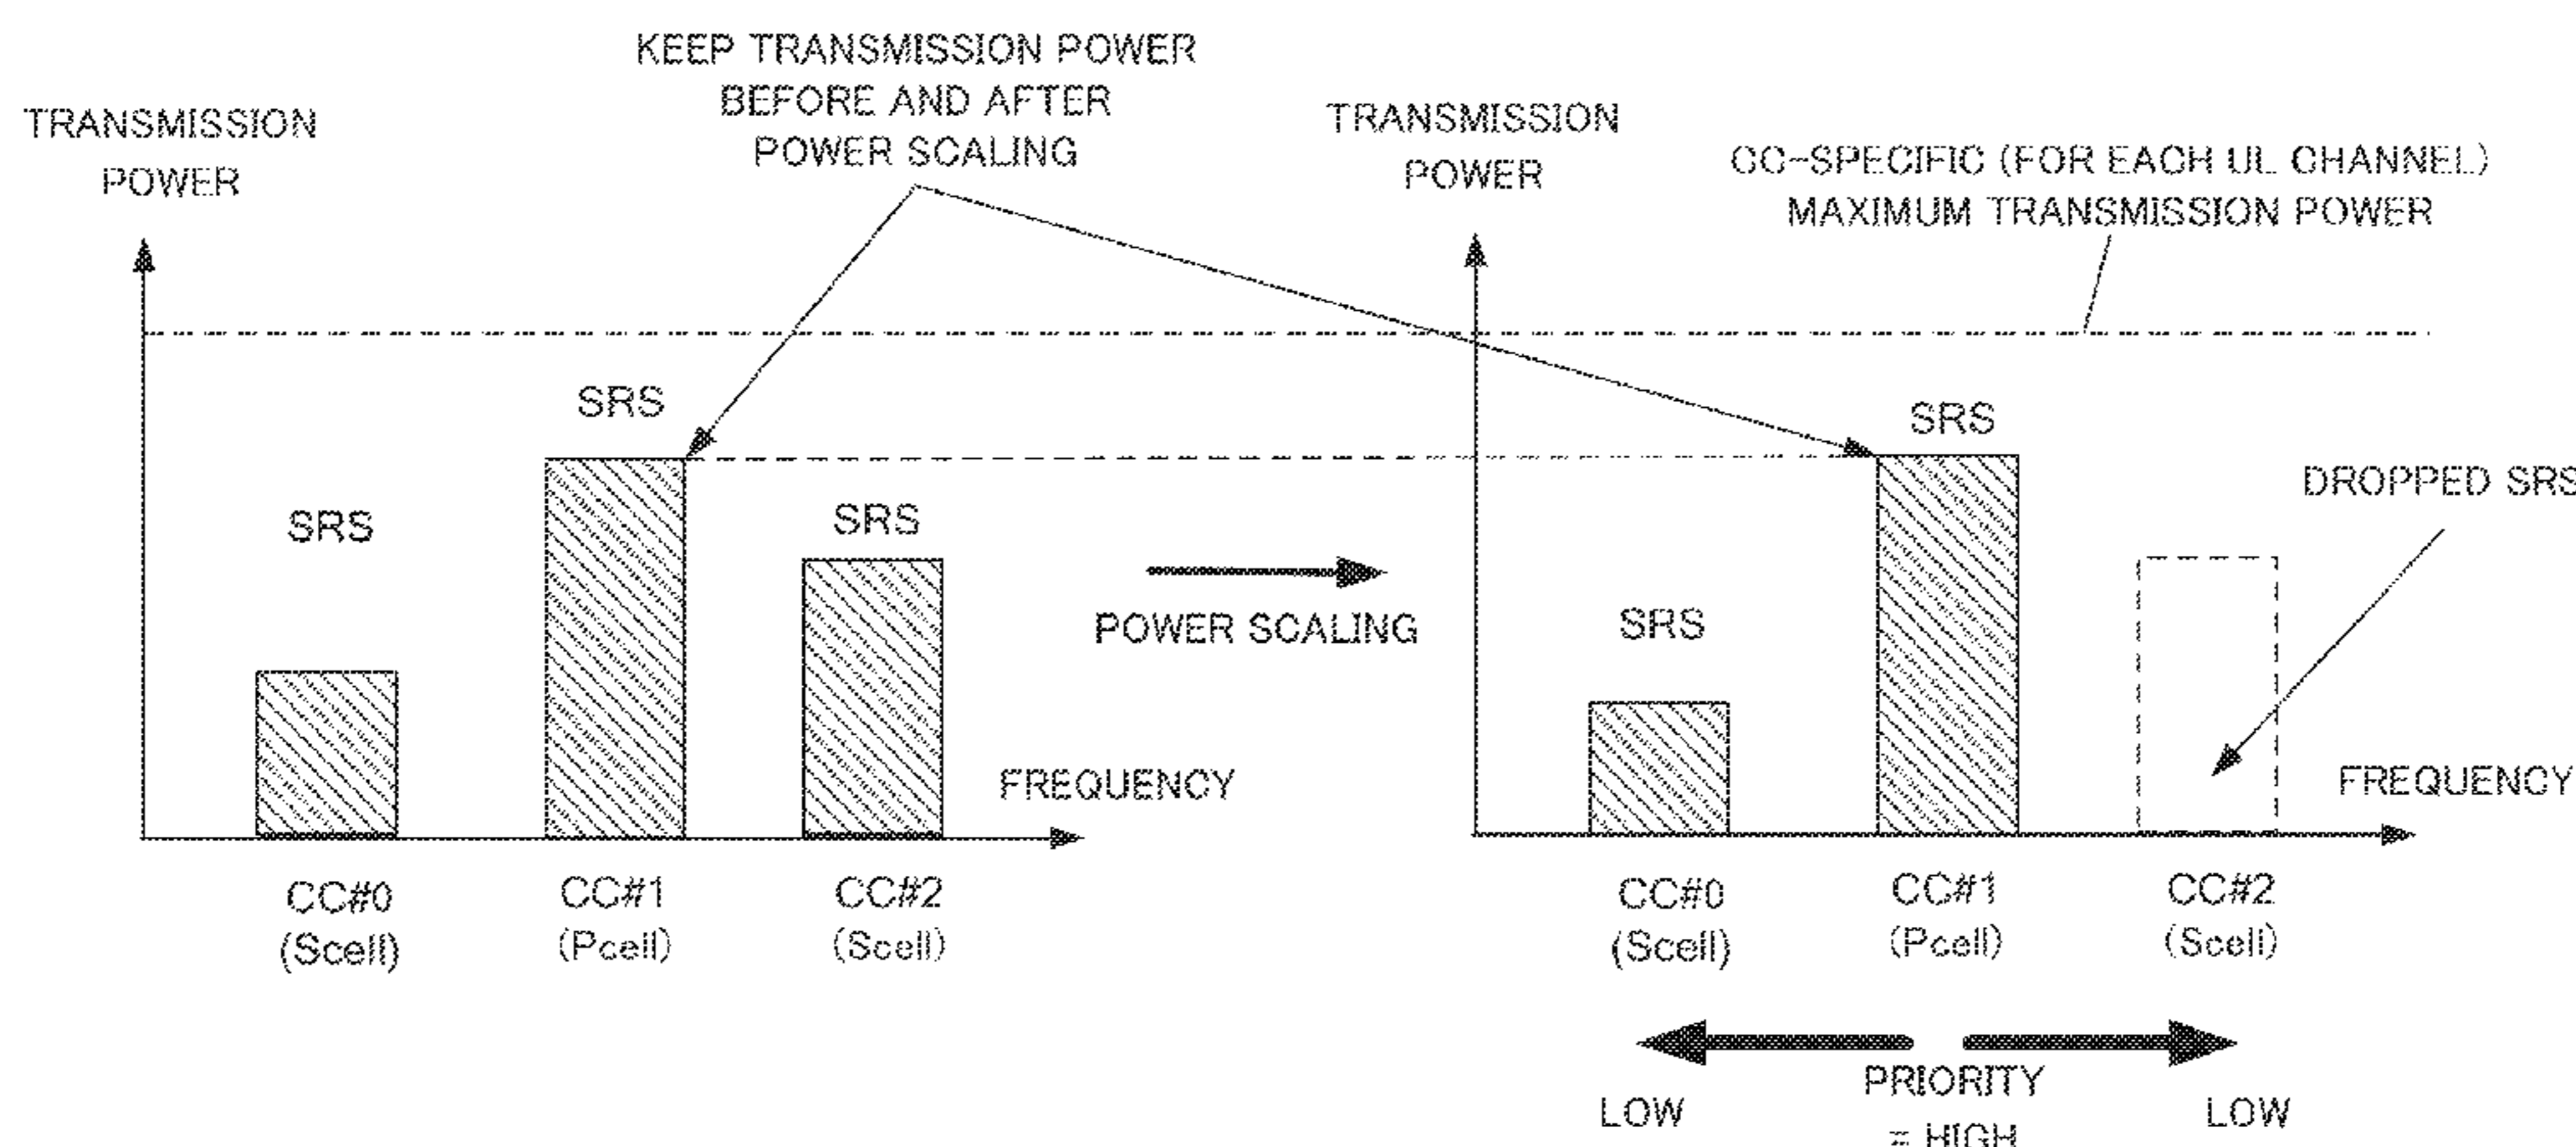 KEEP TRANSMISSION POWER
BEFORE AND AFTER
POWER SCALING
TRANSMISSION
POWER
TRANSMISSION
POWER
CC-SPECIFIC (FOR EACH UL CHANNEL)
MAXIMUM TRANSMISSION POWER
SRS
SRS
SRS
POWER SCALING
SRS
SRS
DROPPED SRS
FREQUENCY
FREQUENCY
CC#0
(Scell)
CC#1
(Pcell)
CC#2
(Scell)
CC#0
(Scell)
CC#1
(Pcell)
CC#2
(Scell)
LOW
PRIORITY
= HIGH
LOW